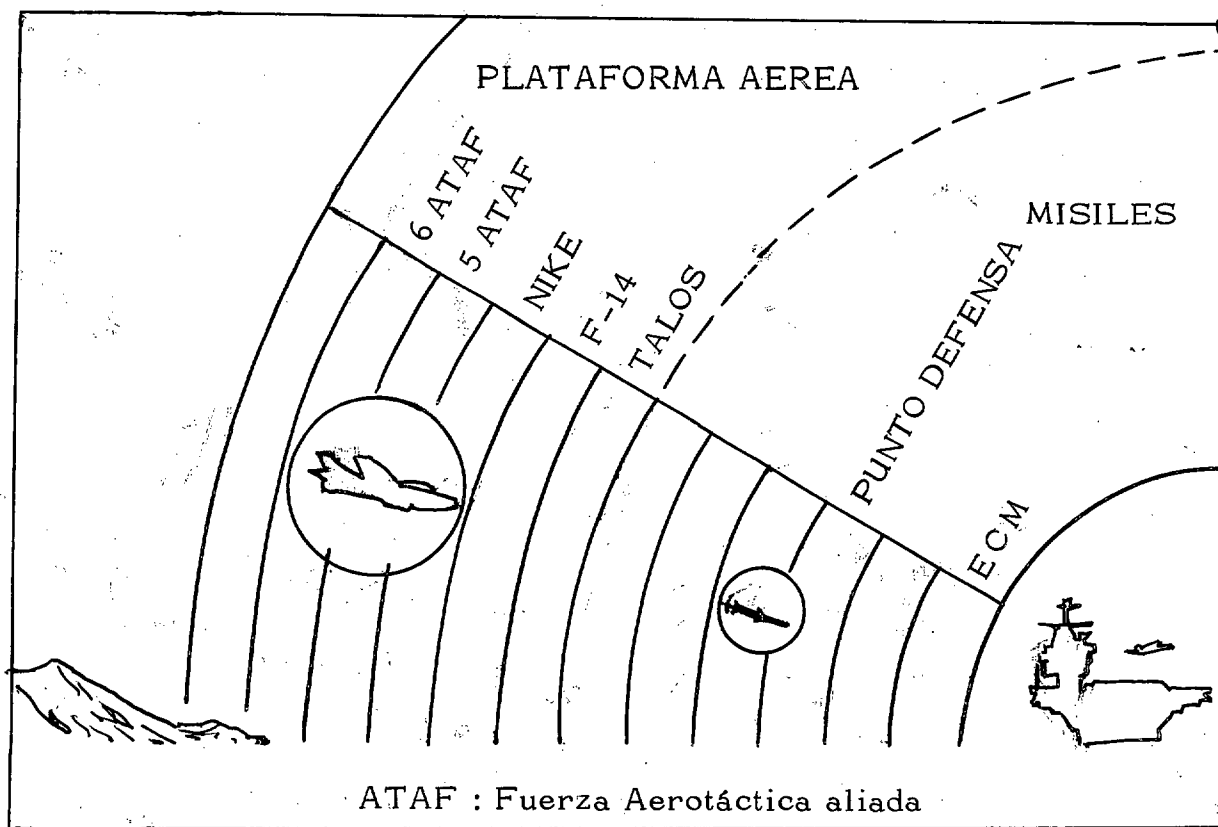 PLATAFORMA AEREA
6 ATAF
5 ATAF
NIKE
F-14
TALOS
MISILES
PUNTO DEFENSA
ECM
ATAF : Fuerza Aerotáctica aliada